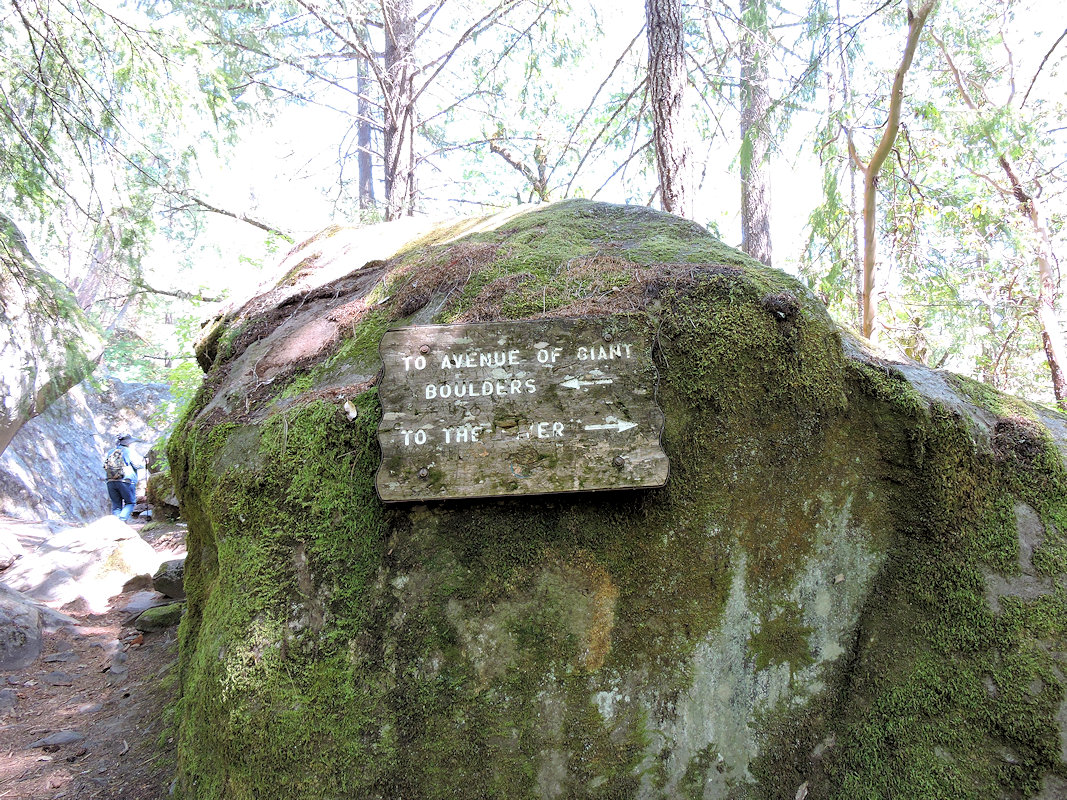 TO AVENUE OF GIANT
BOULDERS ←
TO THE →